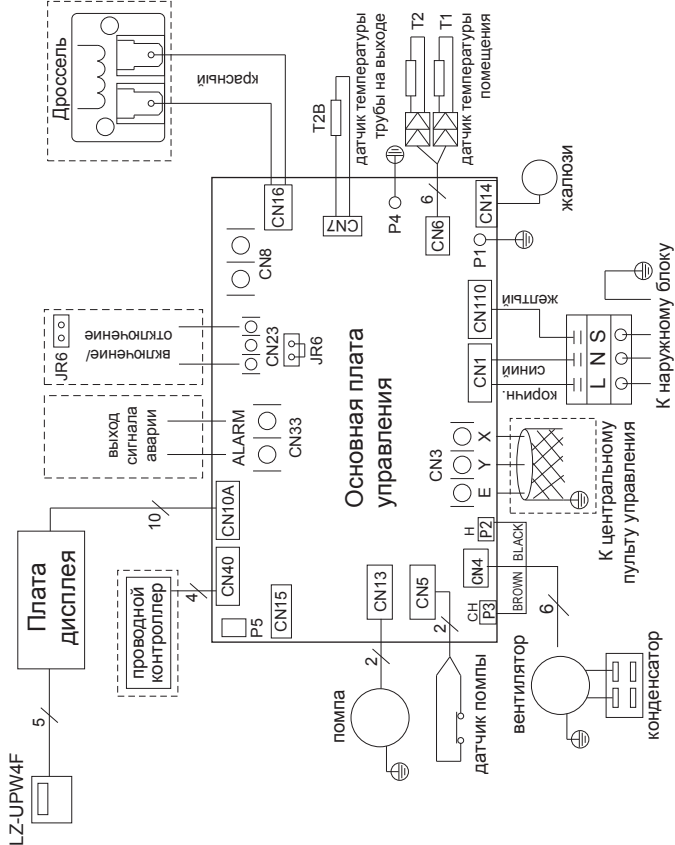 LZ-UPW4F
5
Плата
дисплея
10
проводной
контроллер
4
выход
сигнала
аварии
ALARM
JR6
включение/
отключение
Дроссель
красный
P5
CN40
CN10A
CN33
CN23
JR6
CN8
CN16
CN15
Основная плата
управления
CN7
T2B
P4
датчик температуры
трубы на выходе
T2
T1
датчик температуры
помещения
CN6
6
CN13
2
помпа
CN5
2
датчик помпы
CH
P3
CN4
H
P2
BROWN
BLACK
6
вентилятор
конденсатор
CN3
E
Y
X
К центральному
пульту управления
CN1
CN110
коричн.
синий
желтый
L N S
К наружному блоку
P1
CN14
жалюзи